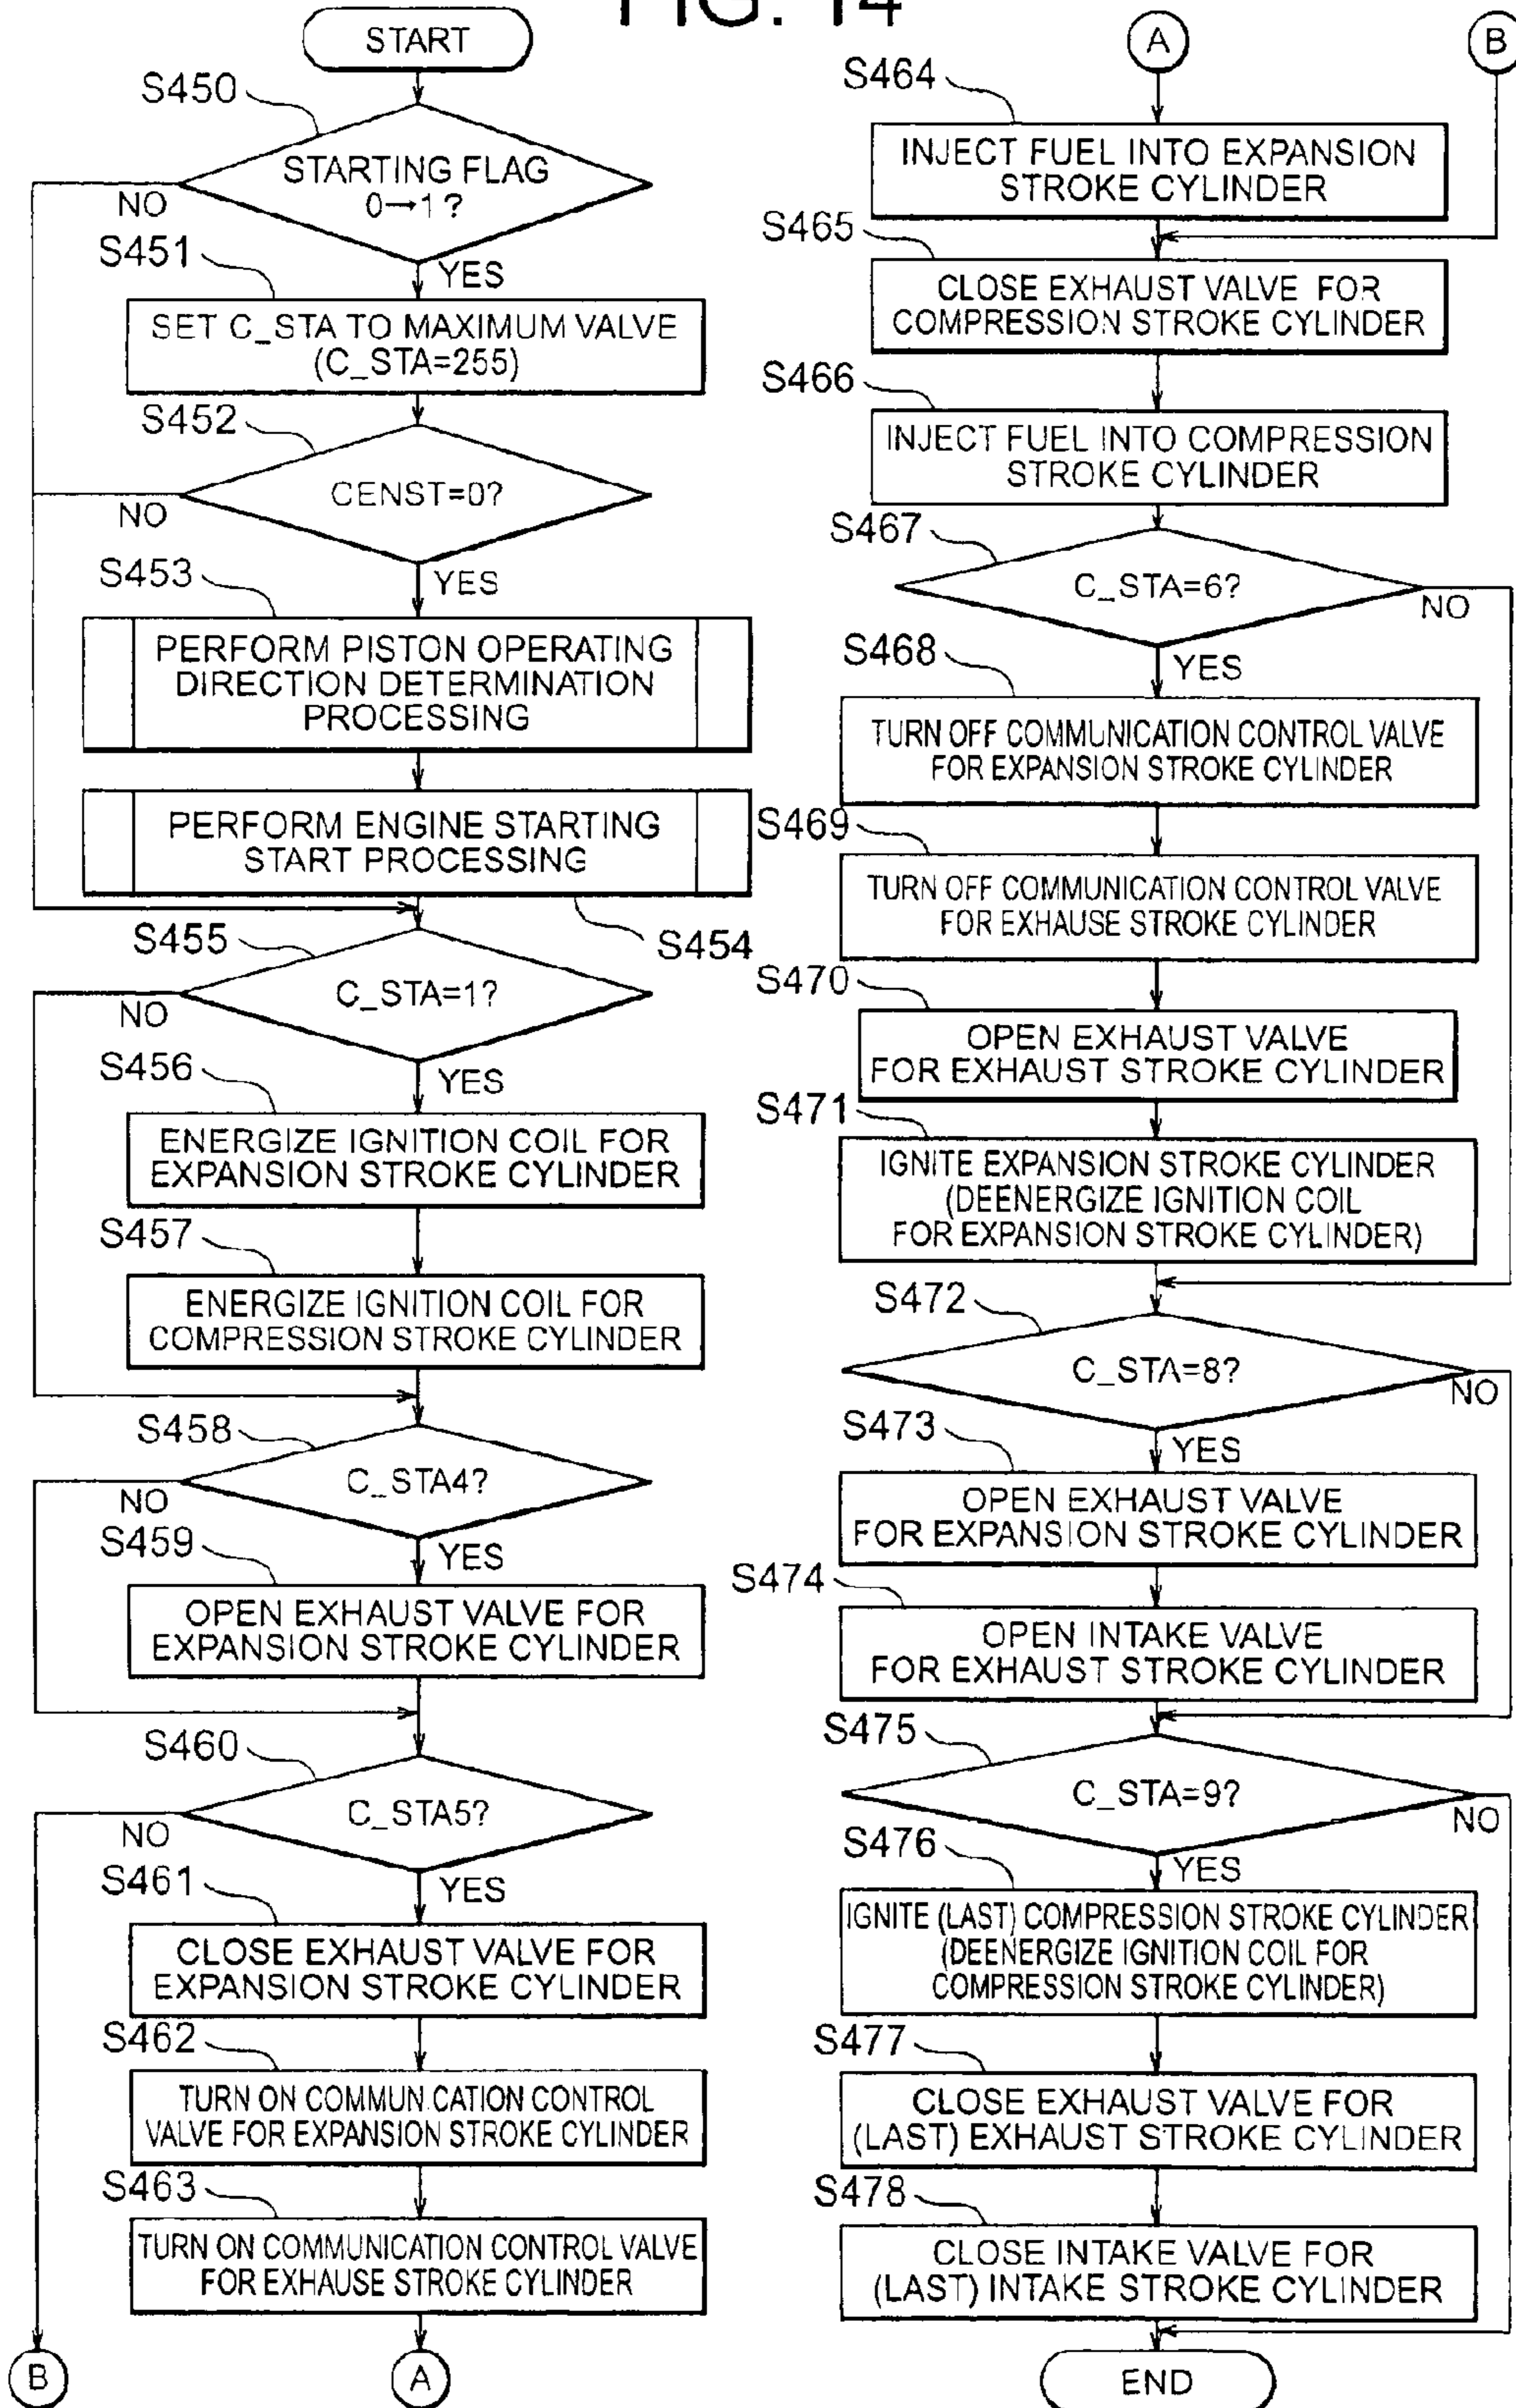 FIG. 14
START
S450
STARTING FLAG
0→1?
NO
YES
S451
SET C_STA TO MAXIMUM VALVE
(C_STA=255)
S452
CENST=0?
NO
YES
S453
PERFORM PISTON OPERATING
DIRECTION DETERMINATION
PROCESSING
PERFORM ENGINE STARTING
START PROCESSING
S454
S455
C_STA=1?
NO
YES
S456
ENERGIZE IGNITION COIL FOR
EXPANSION STROKE CYLINDER
S457
ENERGIZE IGNITION COIL FOR
COMPRESSION STROKE CYLINDER
S458
C_STA4?
NO
YES
S459
OPEN EXHAUST VALVE FOR
EXPANSION STROKE CYLINDER
S460
C_STA5?
NO
YES
S461
CLOSE EXHAUST VALVE FOR
EXPANSION STROKE CYLINDER
S462
TURN ON COMMUNICATION CONTROL
VALVE FOR EXPANSION STROKE CYLINDER
S463
TURN ON COMMUNICATION CONTROL VALVE
FOR EXHAUSE STROKE CYLINDER
B
A
A
B
S464
INJECT FUEL INTO EXPANSION
STROKE CYLINDER
S465
CLOSE EXHAUST VALVE FOR
COMPRESSION STROKE CYLINDER
S466
INJECT FUEL INTO COMPRESSION
STROKE CYLINDER
S467
C_STA=6?
NO
YES
S468
TURN OFF COMMUNICATION CONTROL VALVE
FOR EXPANSION STROKE CYLINDER
S469
TURN OFF COMMUNICATION CONTROL VALVE
FOR EXHAUSE STROKE CYLINDER
S470
OPEN EXHAUST VALVE
FOR EXHAUST STROKE CYLINDER
S471
IGNITE EXPANSION STROKE CYLINDER
(DEENERGIZE IGNITION COIL
FOR EXPANSION STROKE CYLINDER)
S472
C_STA=8?
NO
YES
S473
OPEN EXHAUST VALVE
FOR EXPANSION STROKE CYLINDER
S474
OPEN INTAKE VALVE
FOR EXHAUST STROKE CYLINDER
S475
C_STA=9?
NO
YES
S476
IGNITE (LAST) COMPRESSION STROKE CYLINDER
(DEENERGIZE IGNITION COIL FOR
COMPRESSION STROKE CYLINDER)
S477
CLOSE EXHAUST VALVE FOR
(LAST) EXHAUST STROKE CYLINDER
S478
CLOSE INTAKE VALVE FOR
(LAST) INTAKE STROKE CYLINDER
END